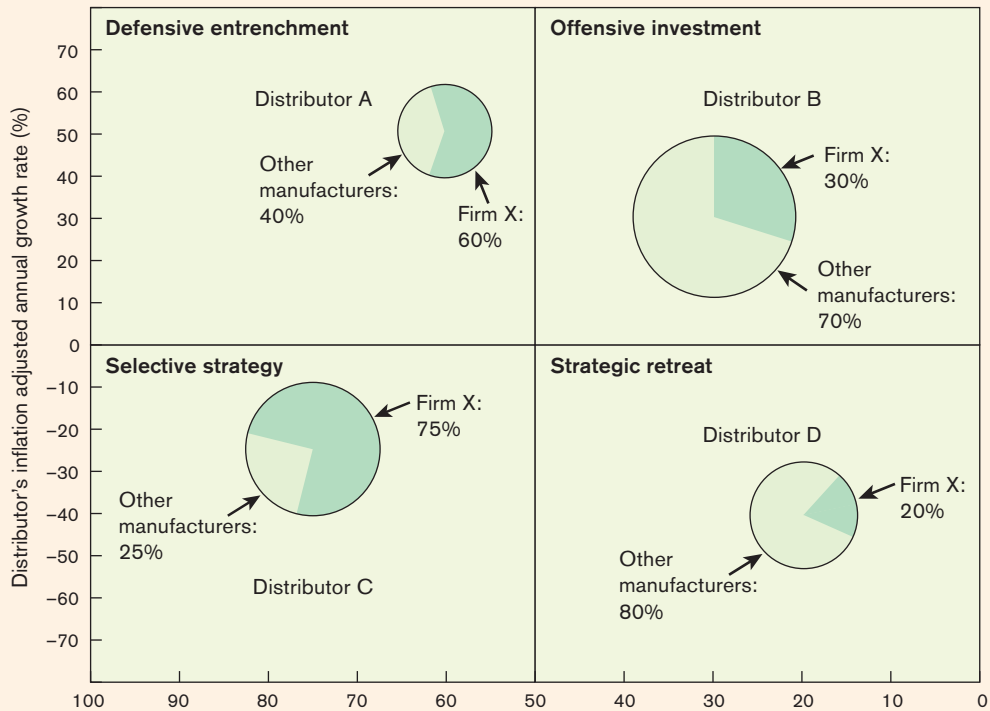 Defensive entrenchment
Offensive investment
Distributor's inflation adjusted annual growth rate (%)
70
60
50
40
30
20
10
0
–10
–20
–30
–40
–50
–60
–70
Distributor A
Other
manufacturers:
40%
Firm X:
60%
Distributor B
Firm X:
30%
Other
manufacturers:
70%
Selective strategy
Strategic retreat
Firm X:
75%
Other
manufacturers:
25%
Distributor C
Distributor D
Firm X:
20%
Other
manufacturers:
80%
100
90
80
70
60
50
40
30
20
10
0